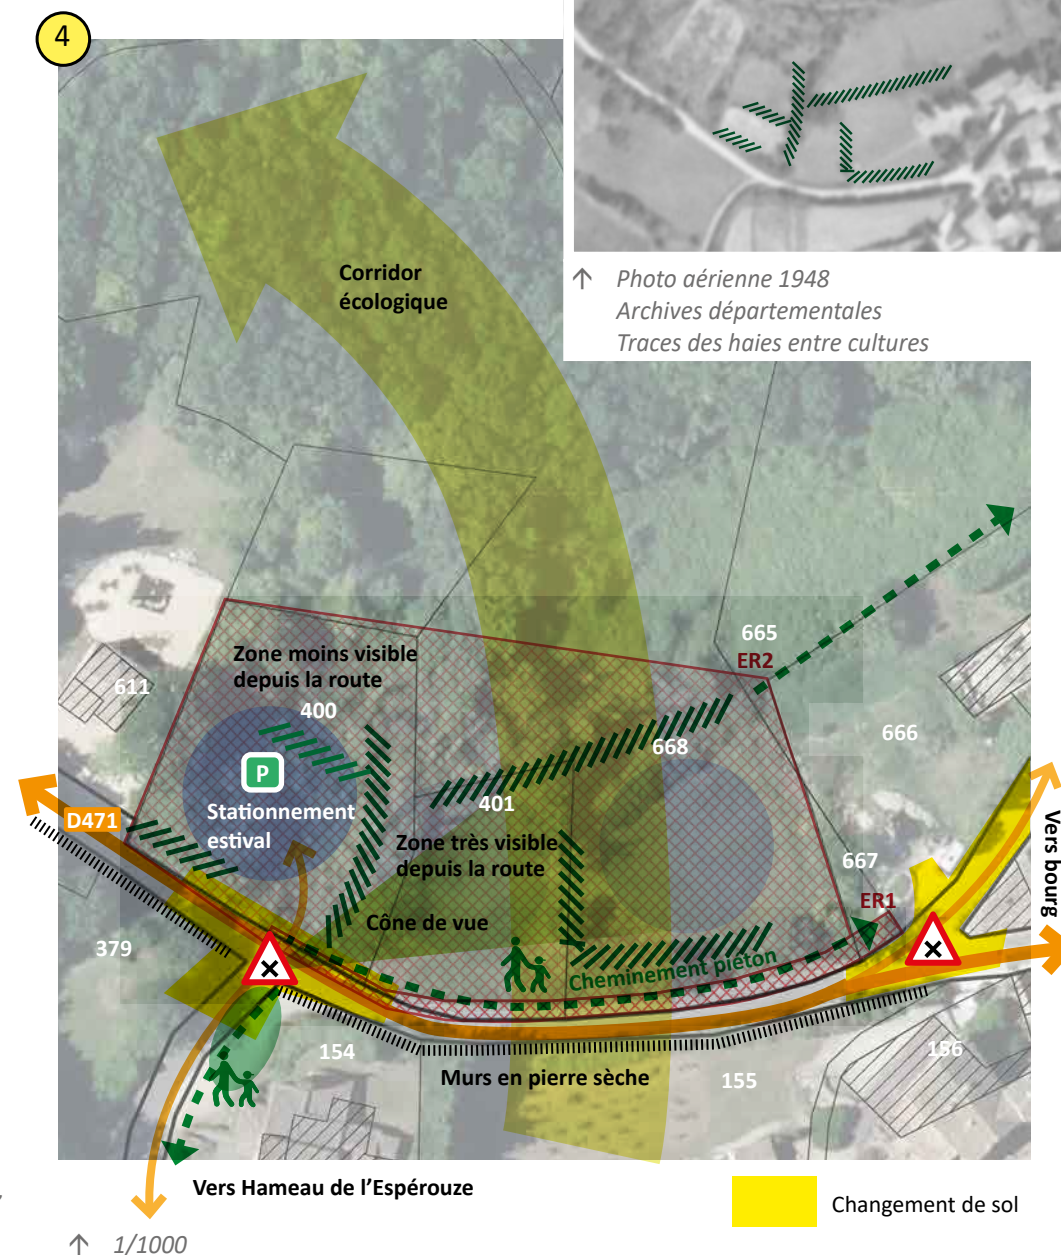 4
↑ Photo aérienne 1948
Archives départementales
Traces des haies entre cultures
Corridor
écologique
665
ER2
Zone moins visible
depuis la route
611
400
666
668
P
Stationnement
estival
401
D471
Zone très visible
depuis la route
Vers bourg
667
ER1
Cône de vue
379
Cheminement piéton
154
156
Murs en pierre sèche
155
Vers Hameau de l'Espérouze
Changement de sol
↑ 1/1000